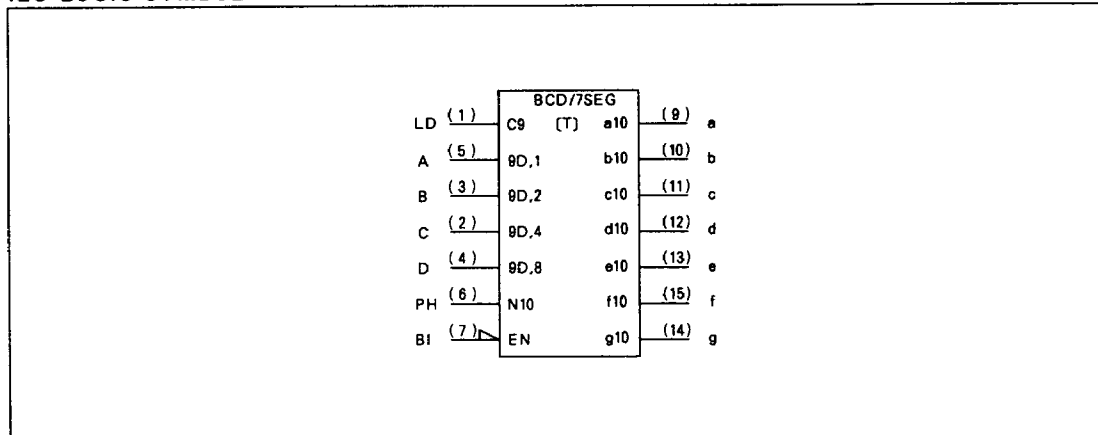 BCD/7SEG
LD (1) C9 [T] a10 (9) a
A (5) 9D,1 b10 (10) b
B (3) 9D,2 c10 (11) c
C (2) 9D,4 d10 (12) d
D (4) 9D,8 e10 (13) e
PH (6) N10 f10 (15) f
BI (7) EN g10 (14) g